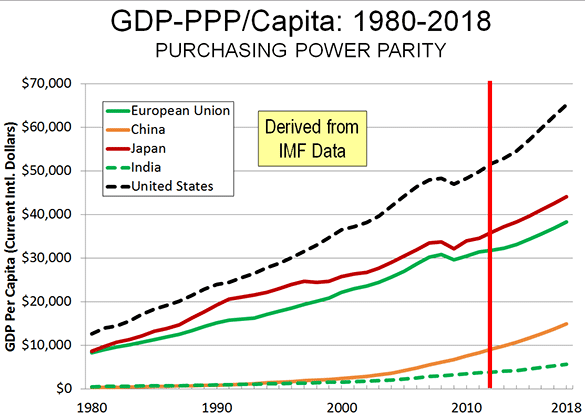 GDP-PPP/Capita: 1980-2018
PURCHASING POWER PARITY
$70,000
$60,000
$50,000
$40,000
$30,000
$20,000
$10,000
$0
GDP Per Capita (Current Intl. Dollars)
European Union
China
Japan
India
United States
Derived from
IMF Data
1980
1990
2000
2010
2018